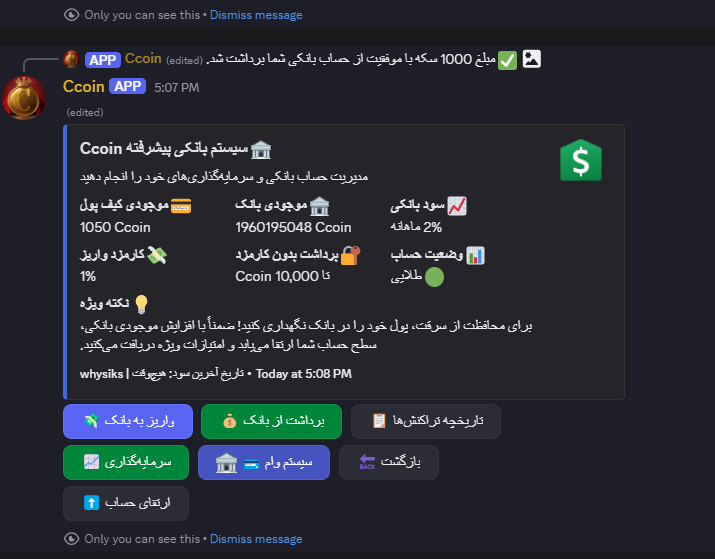 Only you can see this • Dismiss message
APP Ccoin (edited) مبلغ 1000 سکه با موفقیت از حساب بانکی شما برداشت شد.
Ccoin APP 5:07 PM
(edited)
سیستم بانکی پیشرفته Ccoin
مدیریت حساب بانکی و سرمایه‌گذاری‌های خود را انجام دهید
موجودی کیف پول
1050 Ccoin
موجودی بانک
1960195048 Ccoin
سود بانکی
2% ماهانه
کارمزد واریز
1%
برداشت بدون کارمزد
تا 10,000 Ccoin
وضعیت حساب
طلایی
نکته ویژه
برای محافظت از سرقت، پول خود را در بانک نگهداری کنید! ضمناً با افزایش موجودی بانکی،
سطح حساب شما ارتقا می‌یابد و امتیازات ویژه دریافت می‌کنید.
whysiks | تاریخ آخرین سود: هیچوقت • Today at 5:08 PM
واریز به بانک
برداشت از بانک
تاریخچه تراکنش‌ها
سرمایه‌گذاری
سیستم وام
بازگشت
BACK
ارتقای حساب
Only you can see this • Dismiss message